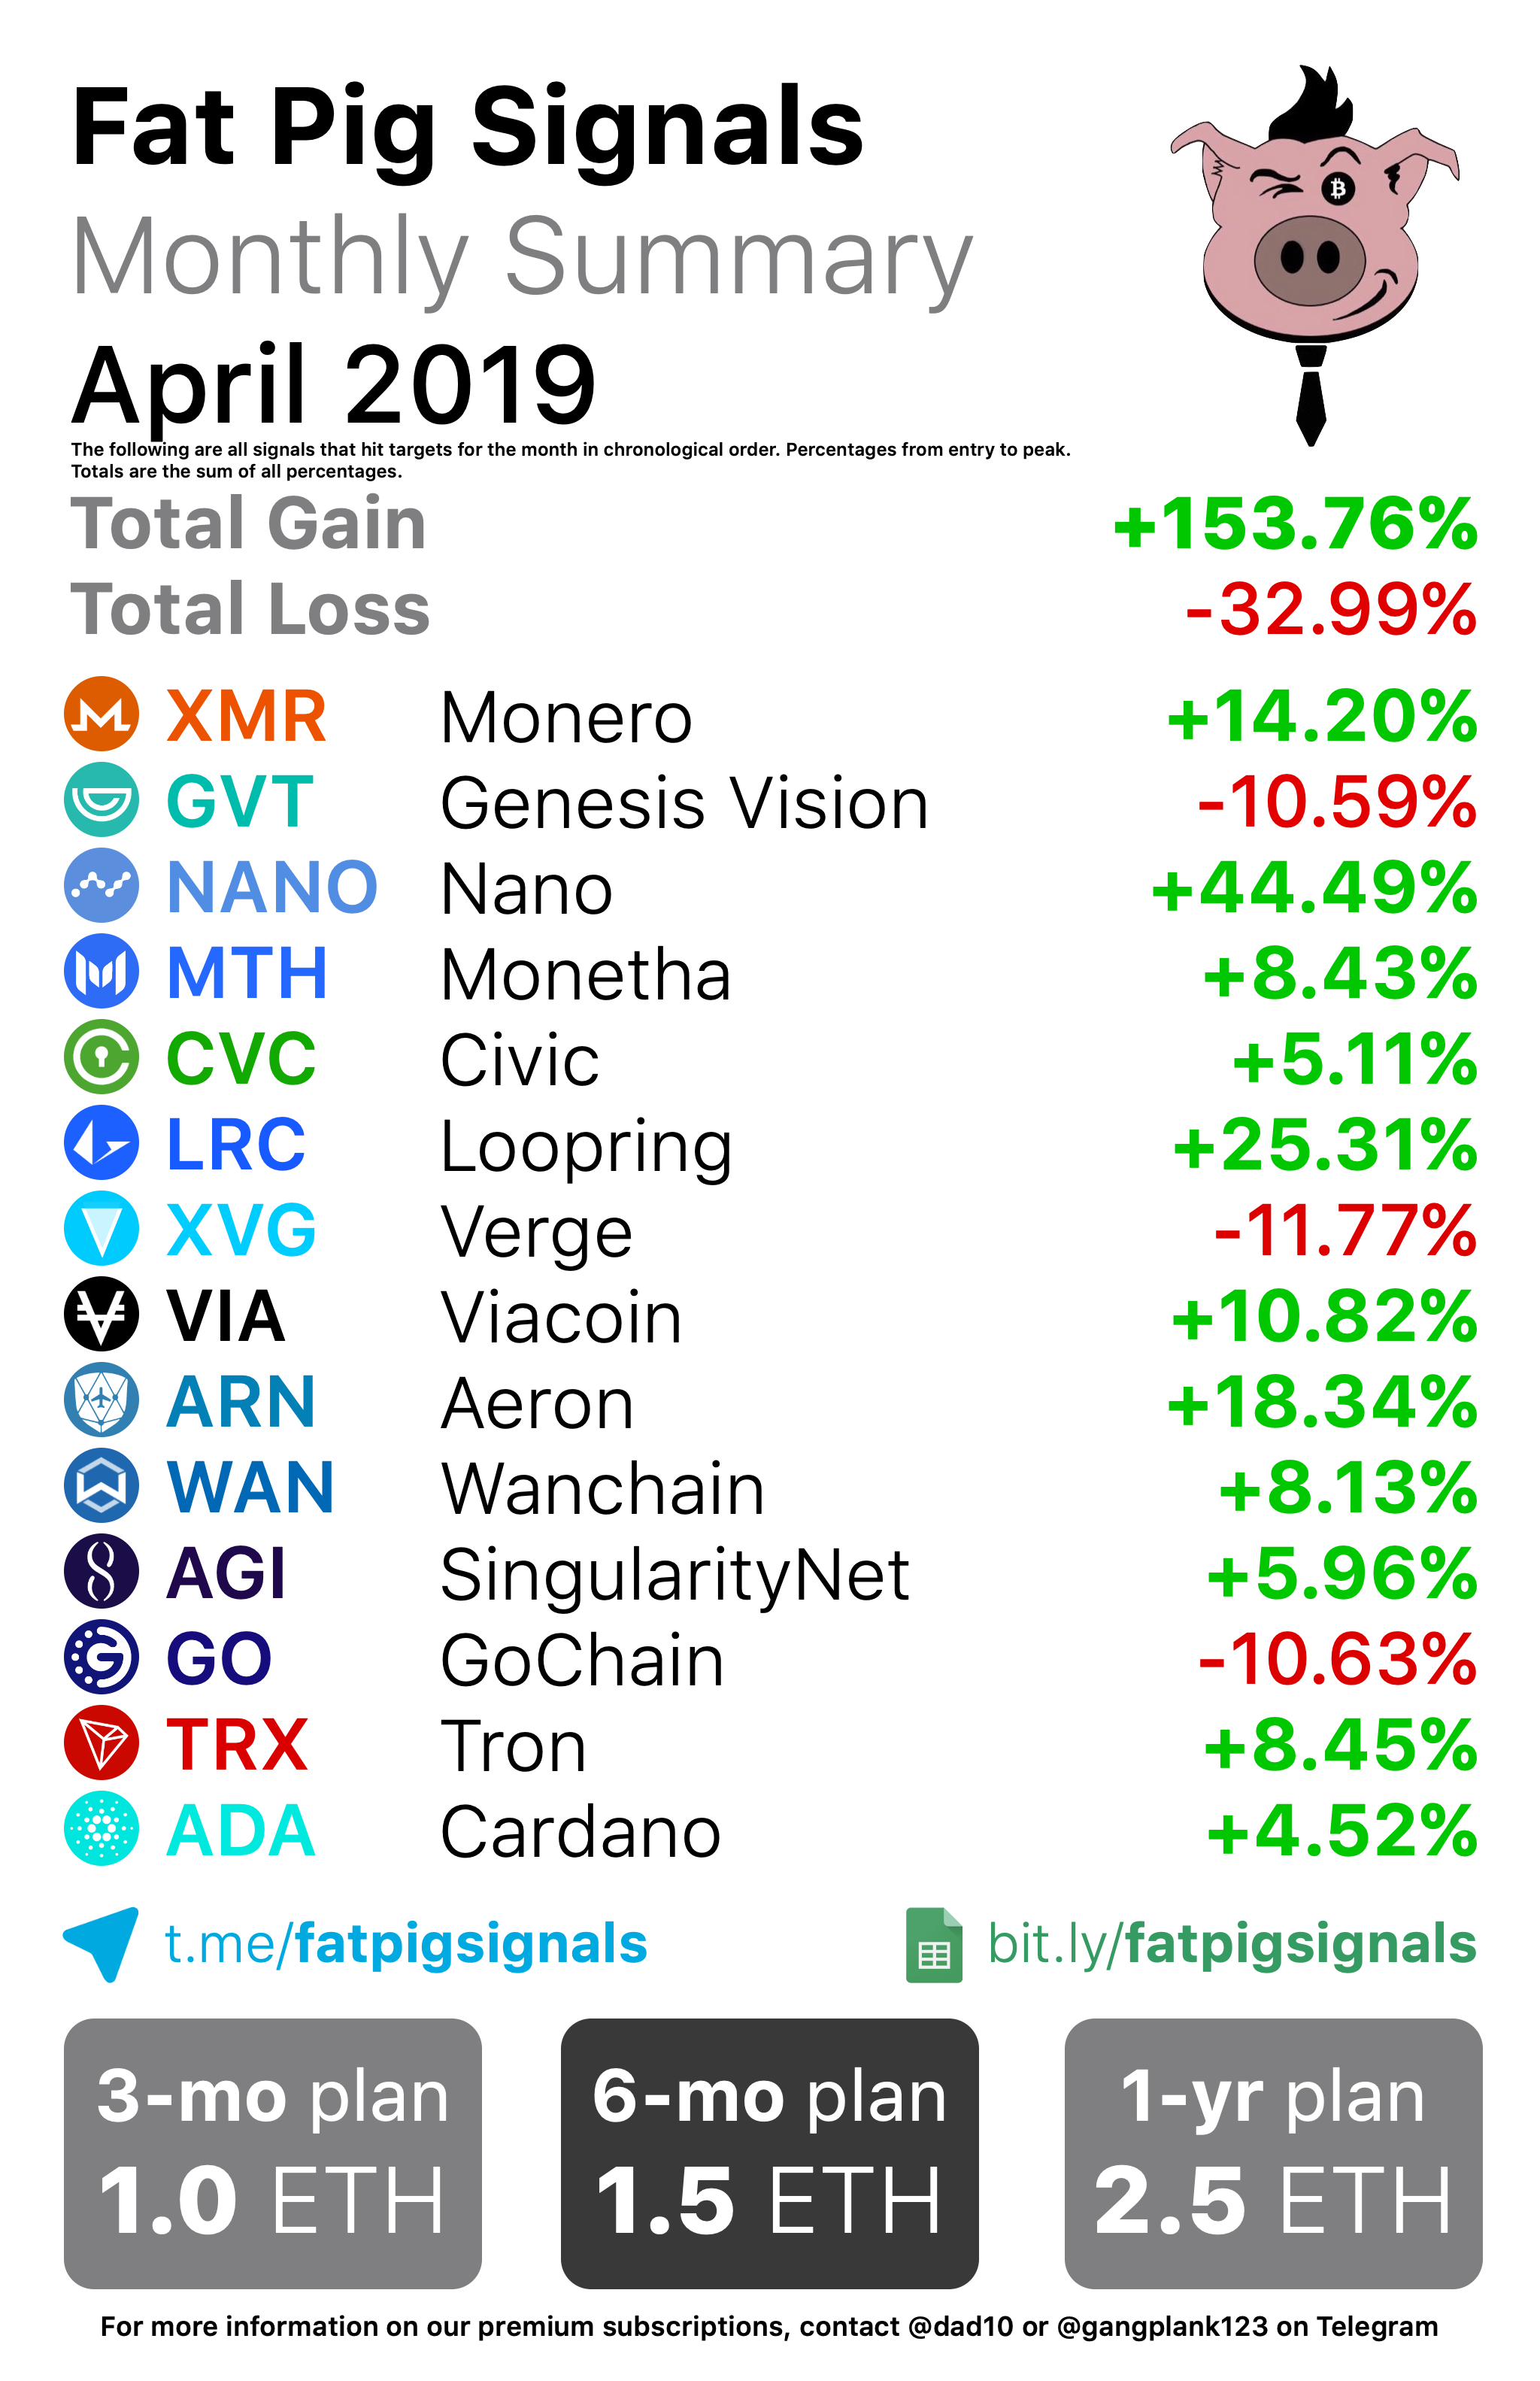 Fat Pig Signals
Monthly Summary
April 2019
The following are all signals that hit targets for the month in chronological order. Percentages from entry to peak.
Totals are the sum of all percentages.
Total Gain +153.76%
Total Loss -32.99%
XMR Monero +14.20%
GVT Genesis Vision -10.59%
NANO Nano +44.49%
MTH Monetha +8.43%
CVC Civic +5.11%
LRC Loopring +25.31%
XVG Verge -11.77%
VIA Viacoin +10.82%
ARN Aeron +18.34%
WAN Wanchain +8.13%
AGI SingularityNet +5.96%
GO GoChain -10.63%
TRX Tron +8.45%
ADA Cardano +4.52%
t.me/fatpigsignals bit.ly/fatpigsignals
3-mo plan 6-mo plan 1-yr plan
1.0 ETH 1.5 ETH 2.5 ETH
For more information on our premium subscriptions, contact @dad10 or @gangplank123 on Telegram